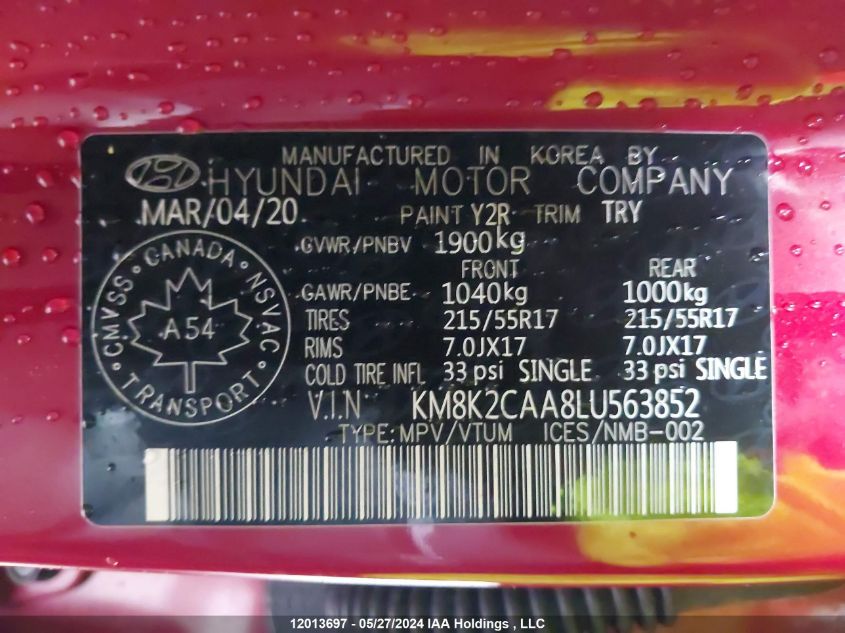 MANUFACTURED IN KOREA BY
HYUNDAI MOTOR COMPANY
MAR/04/20 PAINT Y2R TRIM TRY
GVWR/PNBV 1900kg
FRONT REAR
GAWR/PNBE 1040kg 1000kg
TIRES 215/55R17 215/55R17
RIMS 7.0JX17 7.0JX17
COLD TIRE INFL 33 psi SINGLE 33 psi SINGLE
V.I.N KM8K2CAA8LU563852
TYPE:MPV/VTUM ICES/NMB-002
CMVSS • CANADA • NSVAC
A54
TRANSPORT
12013697 - 05/27/2024 IAA Holdings , LLC